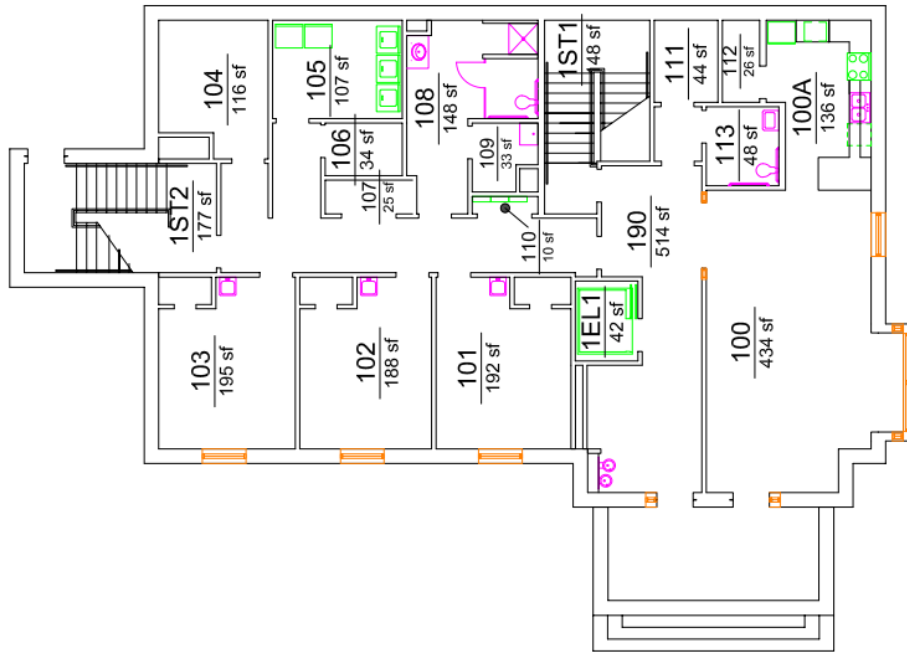 104
116 sf
105
107 sf
106
34 sf
107
25 sf
108
148 sf
109
33 sf
110
10 sf
1ST1
148 sf
111
44 sf
112
26 sf
100A
136 sf
113
48 sf
1ST2
177 sf
190
514 sf
103
195 sf
102
188 sf
101
192 sf
1EL1
42 sf
100
434 sf